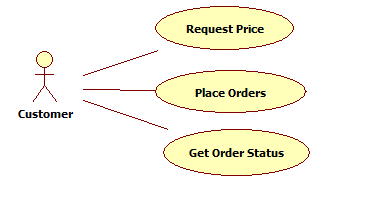 Request Price
Place Orders
Customer
Get Order Status